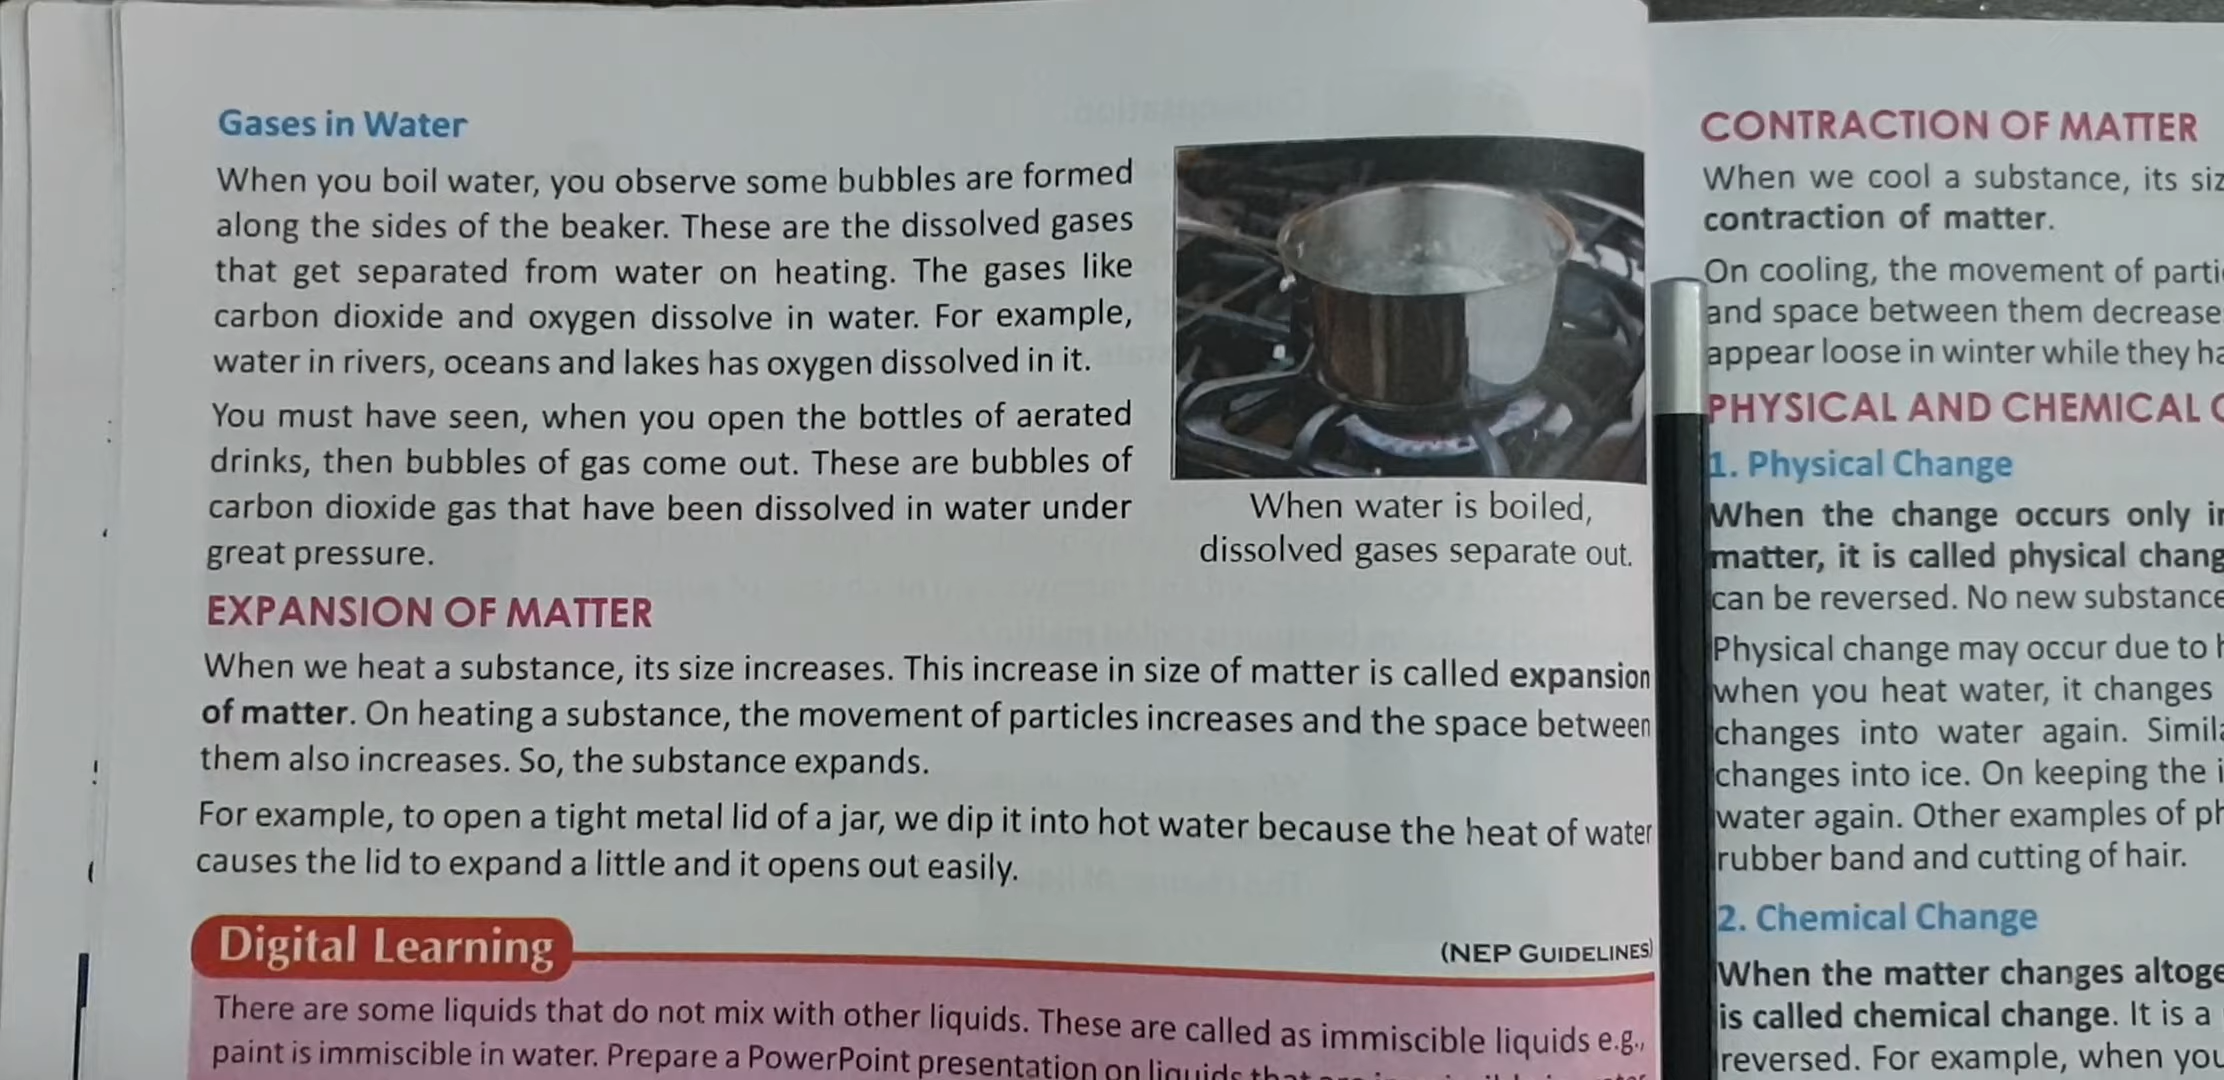 Gases in Water
When you boil water, you observe some bubbles are formed
along the sides of the beaker. These are the dissolved gases
that get separated from water on heating. The gases like
carbon dioxide and oxygen dissolve in water. For example,
water in rivers, oceans and lakes has oxygen dissolved in it.
You must have seen, when you open the bottles of aerated
drinks, then bubbles of gas come out. These are bubbles of
carbon dioxide gas that have been dissolved in water under
great pressure.
When water is boiled,
dissolved gases separate out.
EXPANSION OF MATTER
When we heat a substance, its size increases. This increase in size of matter is called expansion
of matter. On heating a substance, the movement of particles increases and the space between
them also increases. So, the substance expands.
For example, to open a tight metal lid of a jar, we dip it into hot water because the heat of water
causes the lid to expand a little and it opens out easily.
Digital Learning
(NEP GUIDELINES)
There are some liquids that do not mix with other liquids. These are called as immiscible liquids e.g.,
paint is immiscible in water. Prepare a PowerPoint presentation on liquids that
CONTRACTION OF MATTER
When we cool a substance, its
contraction of matter.
On cooling, the movement of
and space between them decrease
appear loose in winter while they
PHYSICAL AND CHEMICAL
1. Physical Change
When the change occurs only
matter, it is called physical
can be reversed. No new substance
Physical change may occur due to
when you heat water, it changes
changes into water again.
changes into ice. On keeping the
water again. Other examples of
rubber band and cutting of hair.
2. Chemical Change
When the matter changes
is called chemical change. It is a
reversed. For example, when you